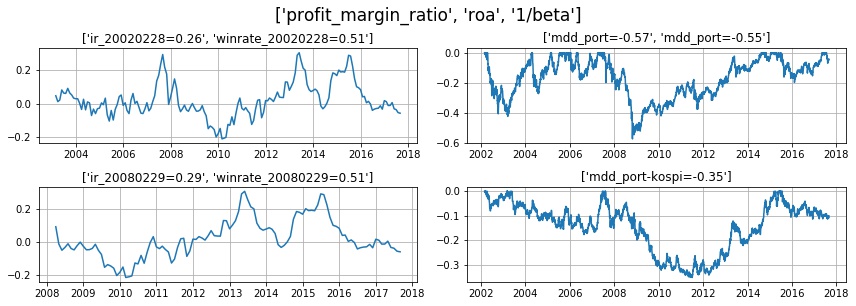 ['profit_margin_ratio', 'roa', '1/beta']
['ir_20020228=0.26', 'winrate_20020228=0.51']
0.2
0.0
−0.2
2004 2006 2008 2010 2012 2014 2016 2018
['mdd_port=-0.57', 'mdd_port=-0.55']
0.0
−0.2
−0.4
−0.6
2002 2004 2006 2008 2010 2012 2014 2016 2018
['ir_20080229=0.29', 'winrate_20080229=0.51']
0.2
0.0
−0.2
2008 2009 2010 2011 2012 2013 2014 2015 2016 2017 2018
['mdd_port-kospi=-0.35']
0.0
−0.1
−0.2
−0.3
2002 2004 2006 2008 2010 2012 2014 2016 2018